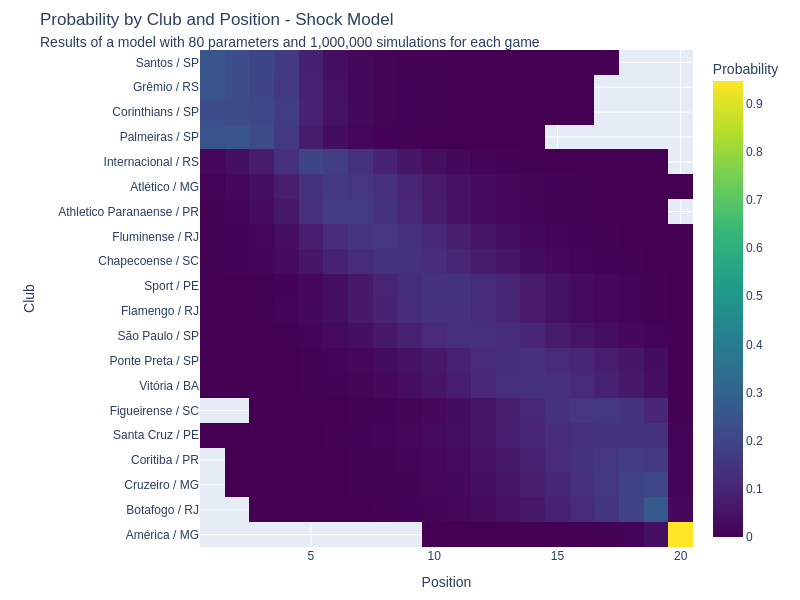 Probability by Club and Position - Shock Model
Results of a model with 80 parameters and 1,000,000 simulations for each game
Probability
Santos / SP
Grêmio / RS
Corinthians / SP
Palmeiras / SP
Internacional / RS
Atlético / MG
Athletico Paranaense / PR
Fluminense / RJ
Chapecoense / SC
Sport / PE
Flamengo / RJ
São Paulo / SP
Ponte Preta / SP
Vitória / BA
Figueirense / SC
Santa Cruz / PE
Coritiba / PR
Cruzeiro / MG
Botafogo / RJ
América / MG
Club
5
10
15
20
Position
0.9
0.8
0.7
0.6
0.5
0.4
0.3
0.2
0.1
0